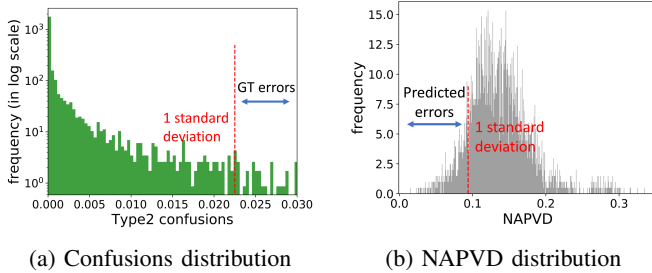 frequency (in log scale)
10³
10²
10¹
10⁰
GT errors
1 standard
deviation
0.000 0.005 0.010 0.015 0.020 0.025 0.030
Type2 confusions
(a) Confusions distribution
frequency
15.0
12.5
10.0
7.5
5.0
2.5
0.0
Predicted
errors
1 standard
deviation
0.0 0.1 0.2 0.3
NAPVD
(b) NAPVD distribution